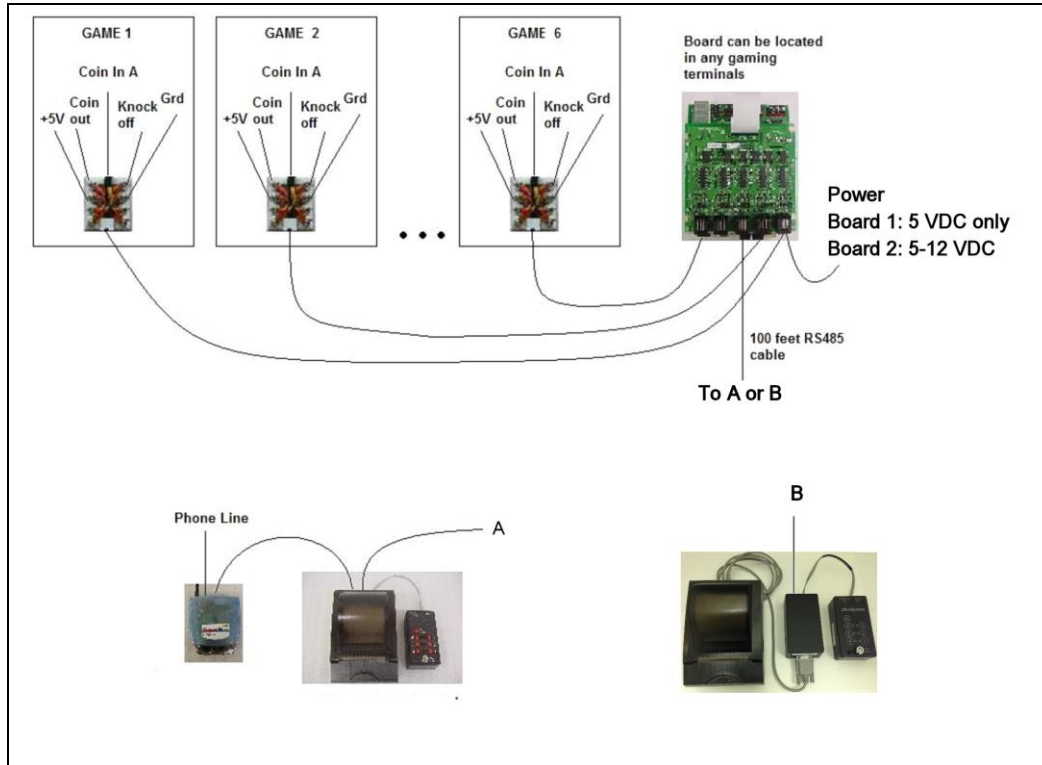 GAME 1
Coin In A
+5V
Coin
out
Knock
off
Grd
GAME 2
Coin In A
+5V
Coin
out
Knock
off
Grd
GAME 6
Coin In A
+5V
Coin
out
Knock
off
Grd
Board can be located
in any gaming
terminals
Power
Board 1: 5 VDC only
Board 2: 5-12 VDC
100 feet RS485
cable
To A or B
Phone Line
A
B